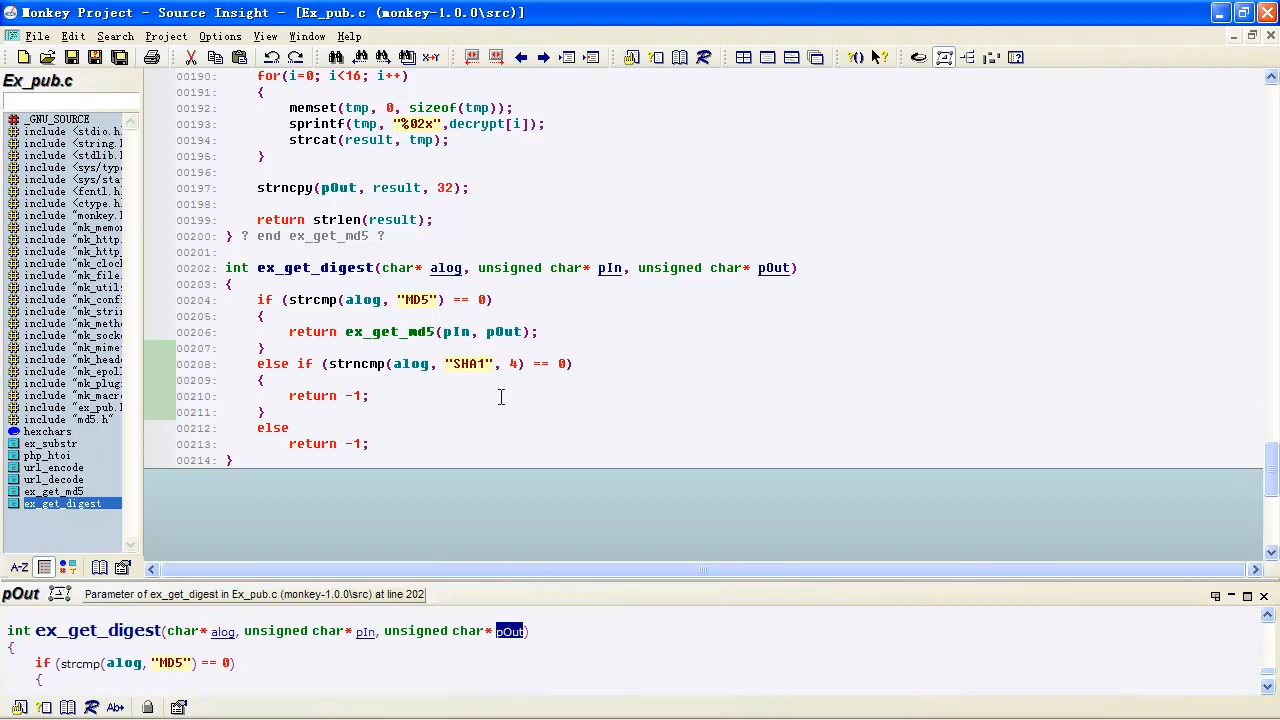 Monkey Project - Source Insight - [Ex_pub.c (monkey-1.0.0\src)]
File Edit Search Project Options View Window Help
Ex_pub.c
_GNU_SOURCE
include <stdio.h
include <string.
include <stdlib.
include <sys/typ
include <sys/sta
include <fcntl.h
include <ctype.h
include "monkey.
include "mk_http
include "mk_http
include "mk_cloc
include "mk_file
include "mk_util
include "mk_conf
include "mk_stri
include "mk_meth
include "mk_sock
include "mk_mime
include "mk_head
include "mk_epol
include "mk_plug
include "mk_macr
include "ex_pub.
include "md5.h"
hexchars
ex_substr
php_htoi
url_encode
url_decode
ex_get_md5
ex_get_digest
A-Z
00190: for(i=0; i<16; i++)
00191: {
00192: memset(tmp, 0, sizeof(tmp));
00193: sprintf(tmp, "%02x",decrypt[i]);
00194: strcat(result, tmp);
00195: }
00196:
00197: strncpy(pOut, result, 32);
00198:
00199: return strlen(result);
00200: } ? end ex_get_md5 ?
00201:
00202: int ex_get_digest(char* alog, unsigned char* pIn, unsigned char* pOut)
00203: {
00204: if (strcmp(alog, "MD5") == 0)
00205: {
00206: return ex_get_md5(pIn, pOut);
00207: }
00208: else if (strncmp(alog, "SHA1", 4) == 0)
00209: {
00210: return -1;
00211: }
00212: else
00213: return -1;
00214: }
pOut Parameter of ex_get_digest in Ex_pub.c (monkey-1.0.0\src) at line 202
int ex_get_digest(char* alog, unsigned char* pIn, unsigned char* pOut)
{
if (strcmp(alog, "MD5") == 0)
{